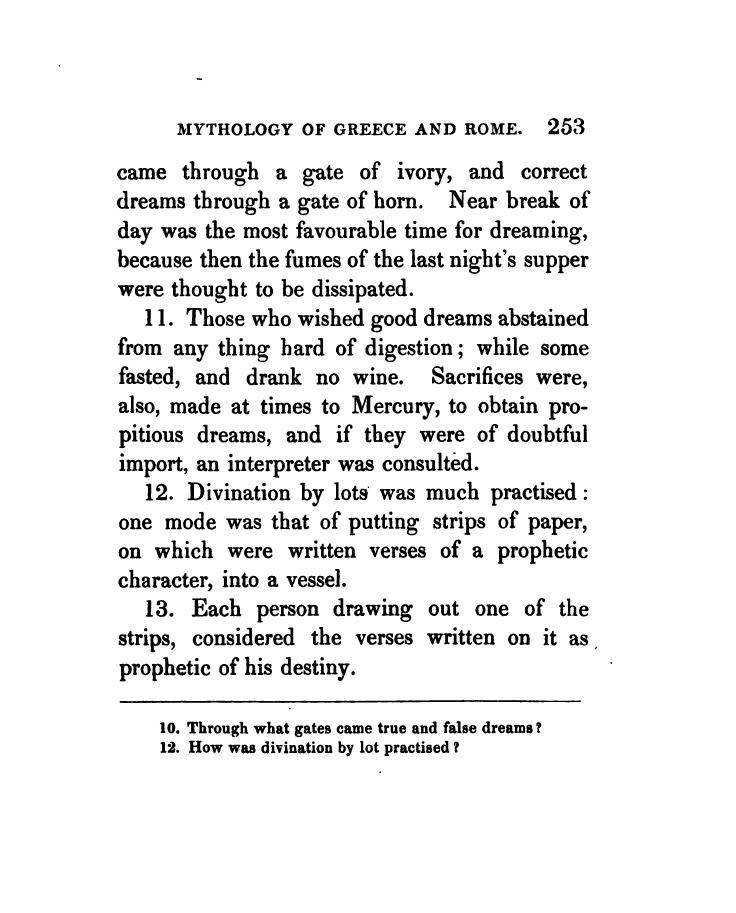 MYTHOLOGY OF GREECE AND ROME. 253
came through a gate of ivory, and correct
dreams through a gate of horn. Near break of
day was the most favourable time for dreaming,
because then the fumes of the last night's supper
were thought to be dissipated.
11. Those who wished good dreams abstained
from any thing hard of digestion; while some
fasted, and drank no wine. Sacrifices were,
also, made at times to Mercury, to obtain pro-
pitious dreams, and if they were of doubtful
import, an interpreter was consulted.
12. Divination by lots was much practised:
one mode was that of putting strips of paper,
on which were written verses of a prophetic
character, into a vessel.
13. Each person drawing out one of the
strips, considered the verses written on it as
prophetic of his destiny.
10. Through what gates came true and false dreams?
12. How was divination by lot practised?